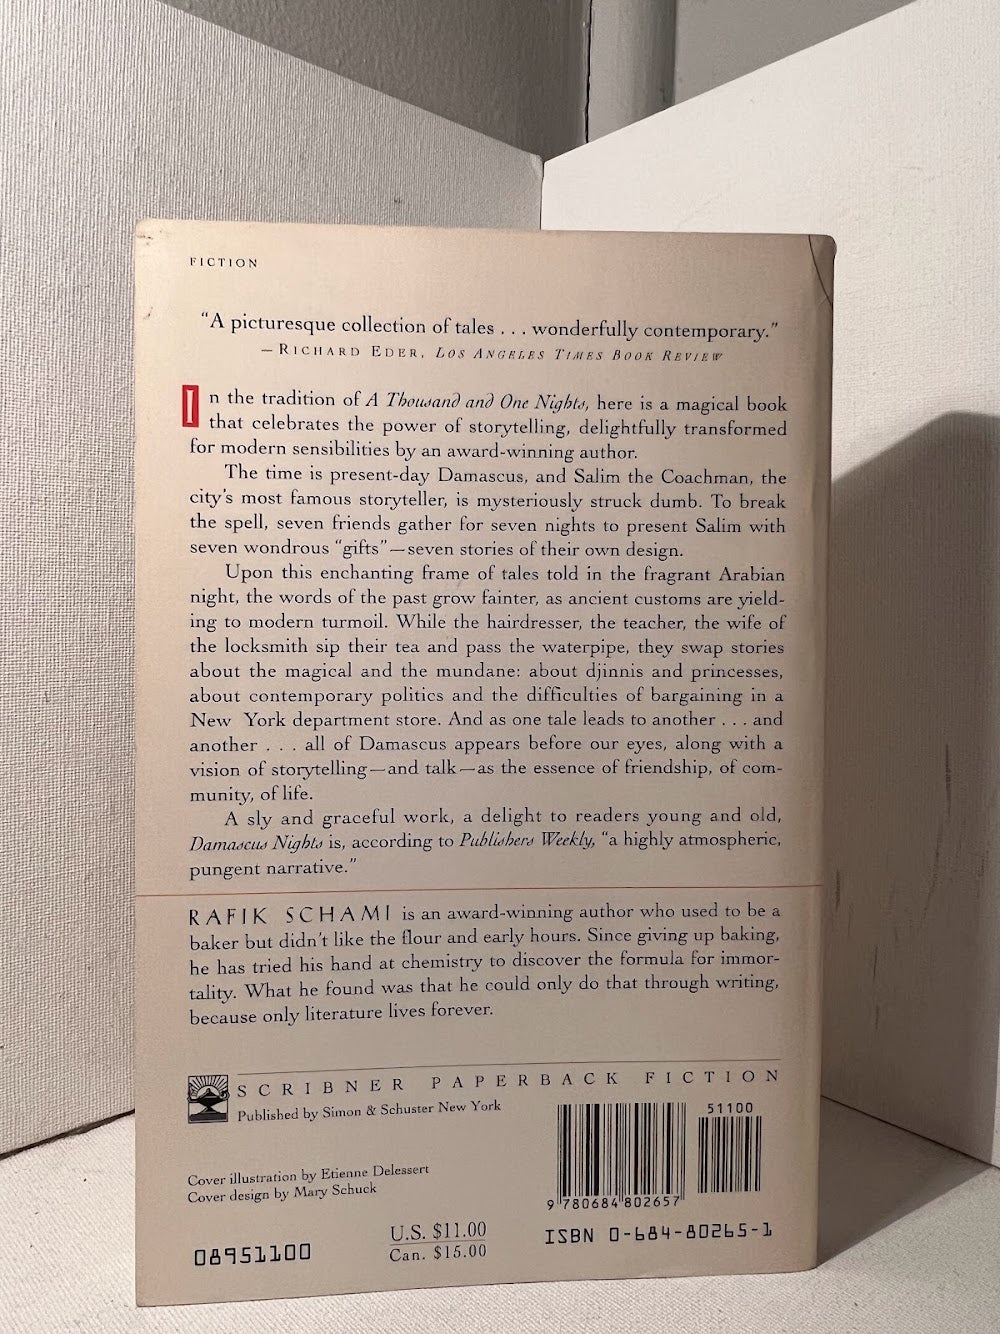 FICTION
“A picturesque collection of tales . . . wonderfully contemporary.”
—RICHARD EDER, LOS ANGELES TIMES BOOK REVIEW
In the tradition of A Thousand and One Nights, here is a magical book
that celebrates the power of storytelling, delightfully transformed
for modern sensibilities by an award-winning author.
The time is present-day Damascus, and Salim the Coachman, the
city’s most famous storyteller, is mysteriously struck dumb. To break
the spell, seven friends gather for seven nights to present Salim with
seven wondrous “gifts”—seven stories of their own design.
Upon this enchanting frame of tales told in the fragrant Arabian
night, the words of the past grow fainter, as ancient customs are yield-
ing to modern turmoil. While the hairdresser, the teacher, the wife of
the locksmith sip their tea and pass the waterpipe, they swap stories
about the magical and the mundane: about djinnis and princesses,
about contemporary politics and the difficulties of bargaining in a
New York department store. And as one tale leads to another . . . and
another . . . all of Damascus appears before our eyes, along with a
vision of storytelling—and talk—as the essence of friendship, of com-
munity, of life.
A sly and graceful work, a delight to readers young and old,
Damascus Nights is, according to Publishers Weekly, “a highly atmospheric,
pungent narrative.”
RAFIK SCHAMI is an award-winning author who used to be a
baker but didn’t like the flour and early hours. Since giving up baking,
he has tried his hand at chemistry to discover the formula for immor-
tality. What he found was that he could only do that through writing,
because only literature lives forever.
SCRIBNER PAPERBACK FICTION
Published by Simon & Schuster New York
Cover illustration by Etienne Delessert
Cover design by Mary Schuck
08951100
U.S. $11.00
Can. $15.00
51100
9 780684 802657
ISBN 0-684-80265-1